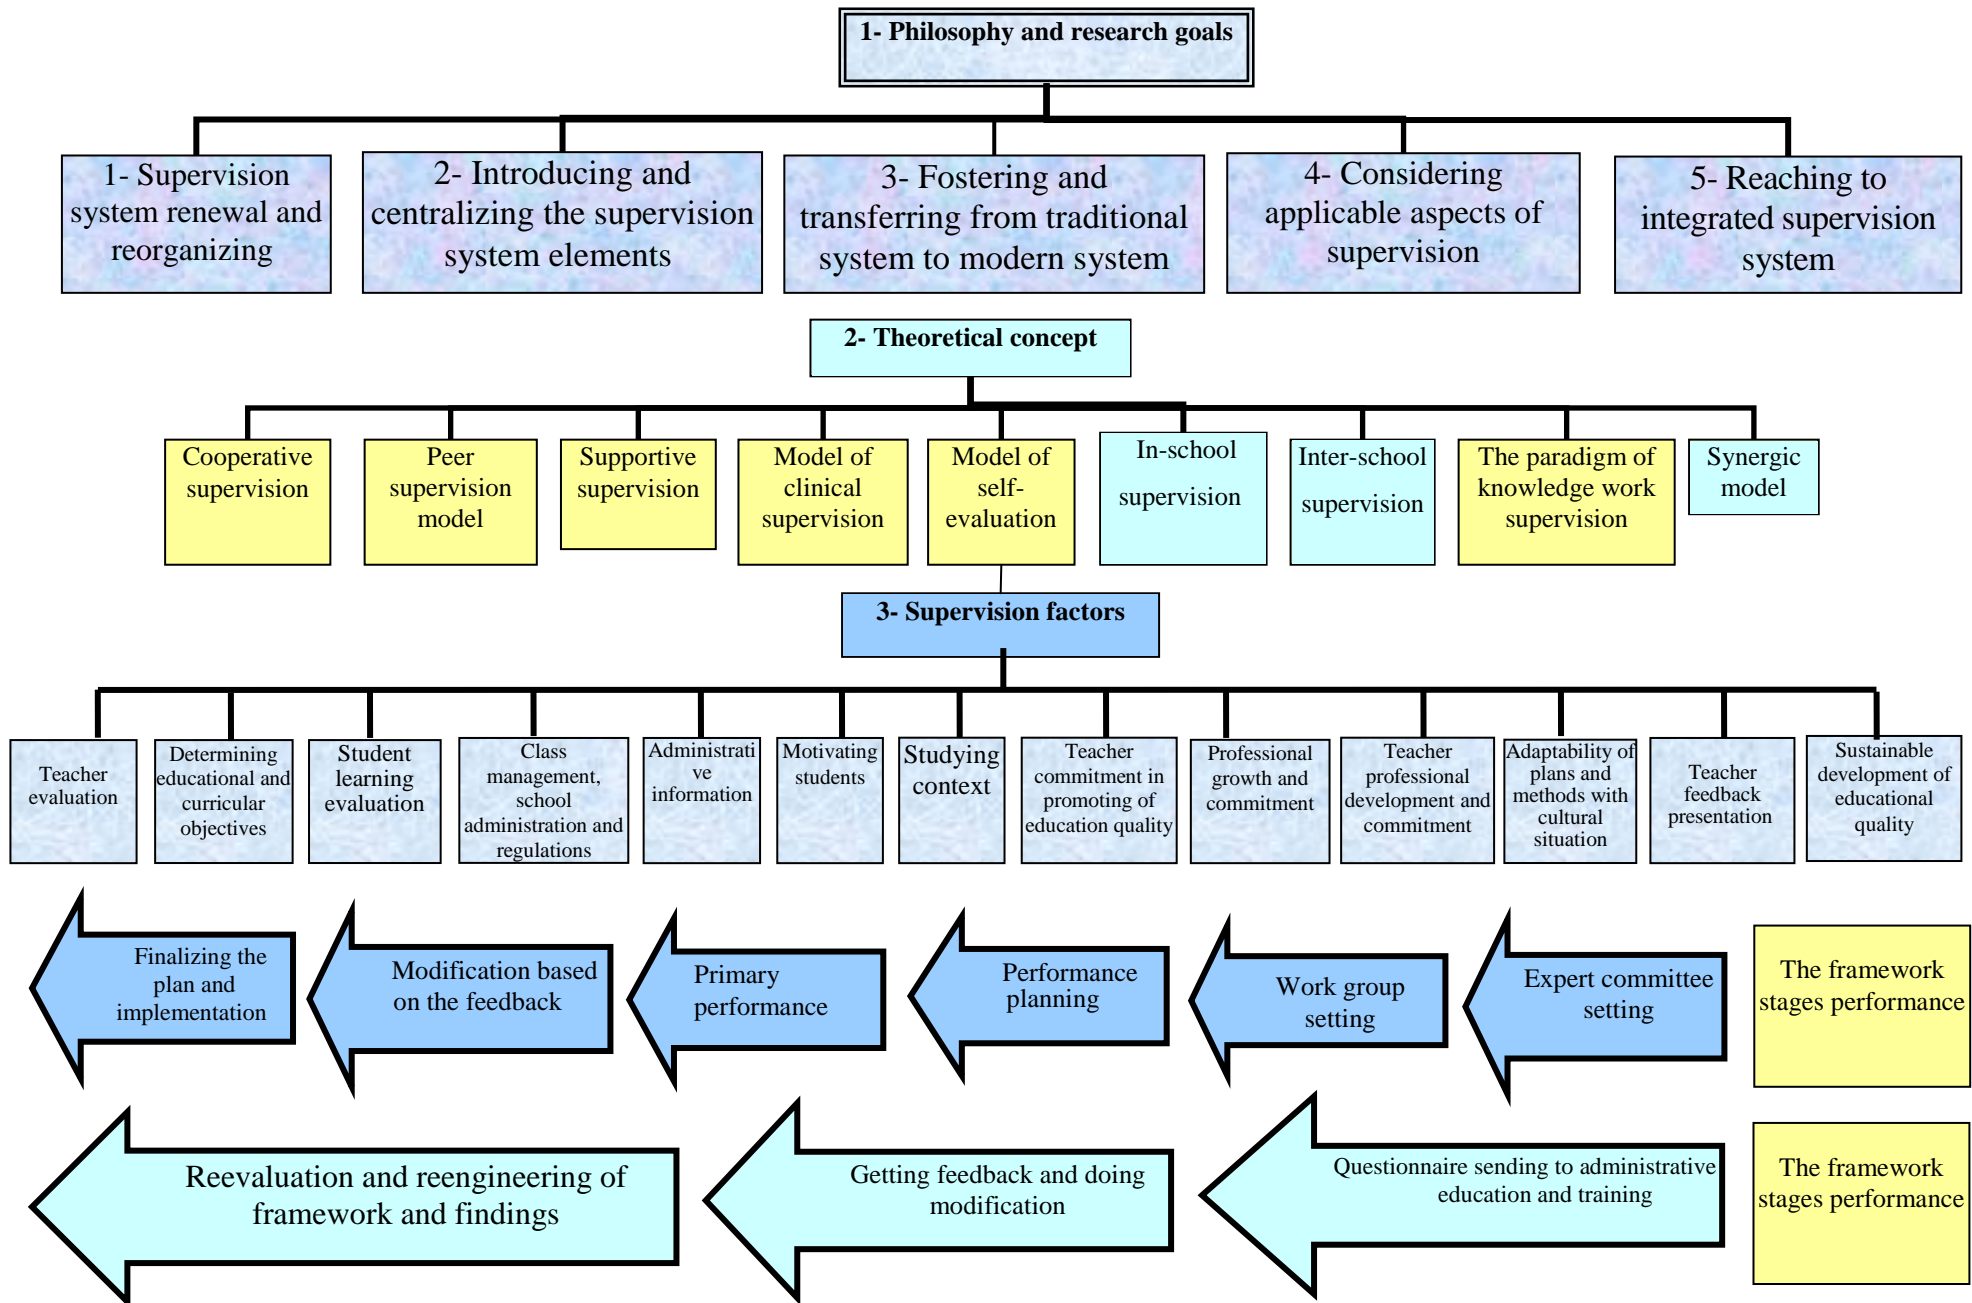 1- Philosophy and research goals
1- Supervision
system renewal and
reorganizing
2- Introducing and
centralizing the supervision
system elements
3- Fostering and
transferring from traditional
system to modern system
4- Considering
applicable aspects of
supervision
5- Reaching to
integrated supervision
system
2- Theoretical concept
Cooperative
supervision
Peer
supervision
model
Supportive
supervision
Model of
clinical
supervision
Model of
self-
evaluation
In-school
supervision
Inter-school
supervision
The paradigm of
knowledge work
supervision
Synergic
model
3- Supervision factors
Teacher
evaluation
Determining
educational and
curricular
objectives
Student
learning
evaluation
Class
management,
school
administration and
regulations
Administrati
ve
information
Motivating
students
Studying
context
Teacher
commitment in
promoting of
education quality
Professional
growth and
commitment
Teacher
professional
development and
commitment
Adaptability of
plans and
methods with
cultural
situation
Teacher
feedback
presentation
Sustainable
development of
educational
quality
Finalizing the
plan and
implementation
Modification based
on the feedback
Primary
performance
Performance
planning
Work group
setting
Expert committee
setting
The framework
stages performance
Reevaluation and reengineering of
framework and findings
Getting feedback and doing
modification
Questionnaire sending to administrative
education and training
The framework
stages performance